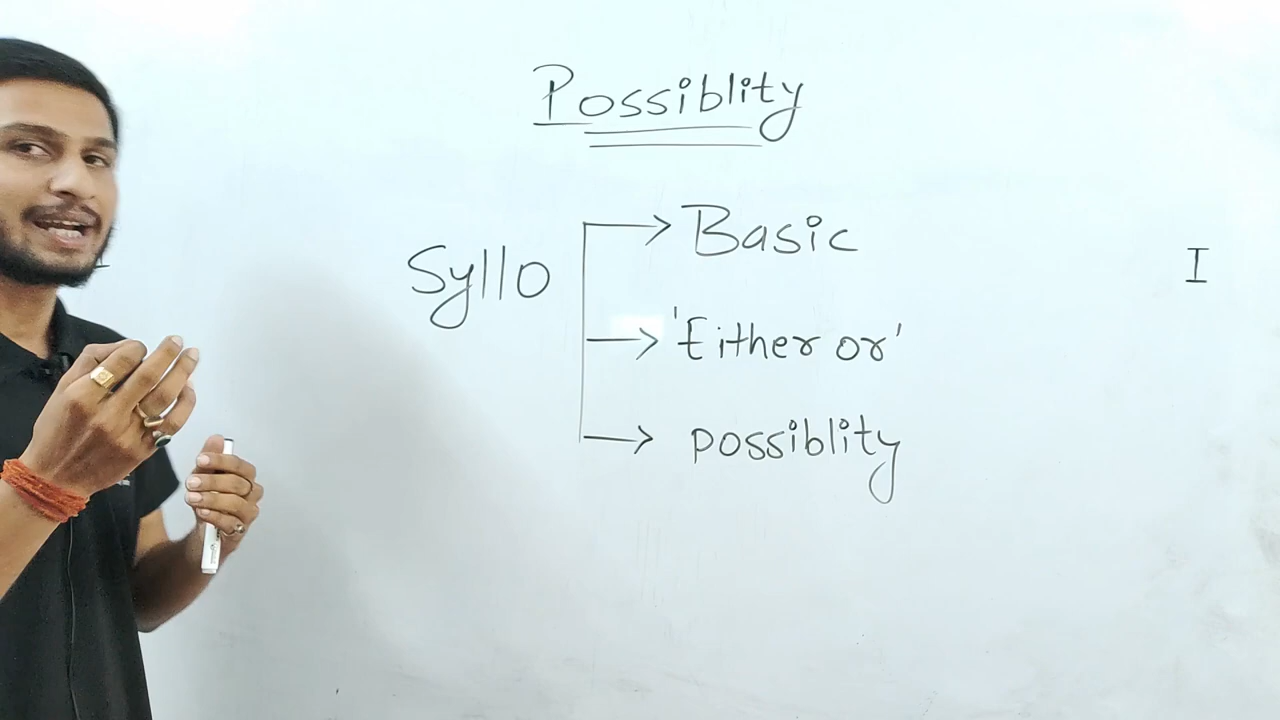 Possiblity
Syllo
Basic
'Either or'
possiblity
I